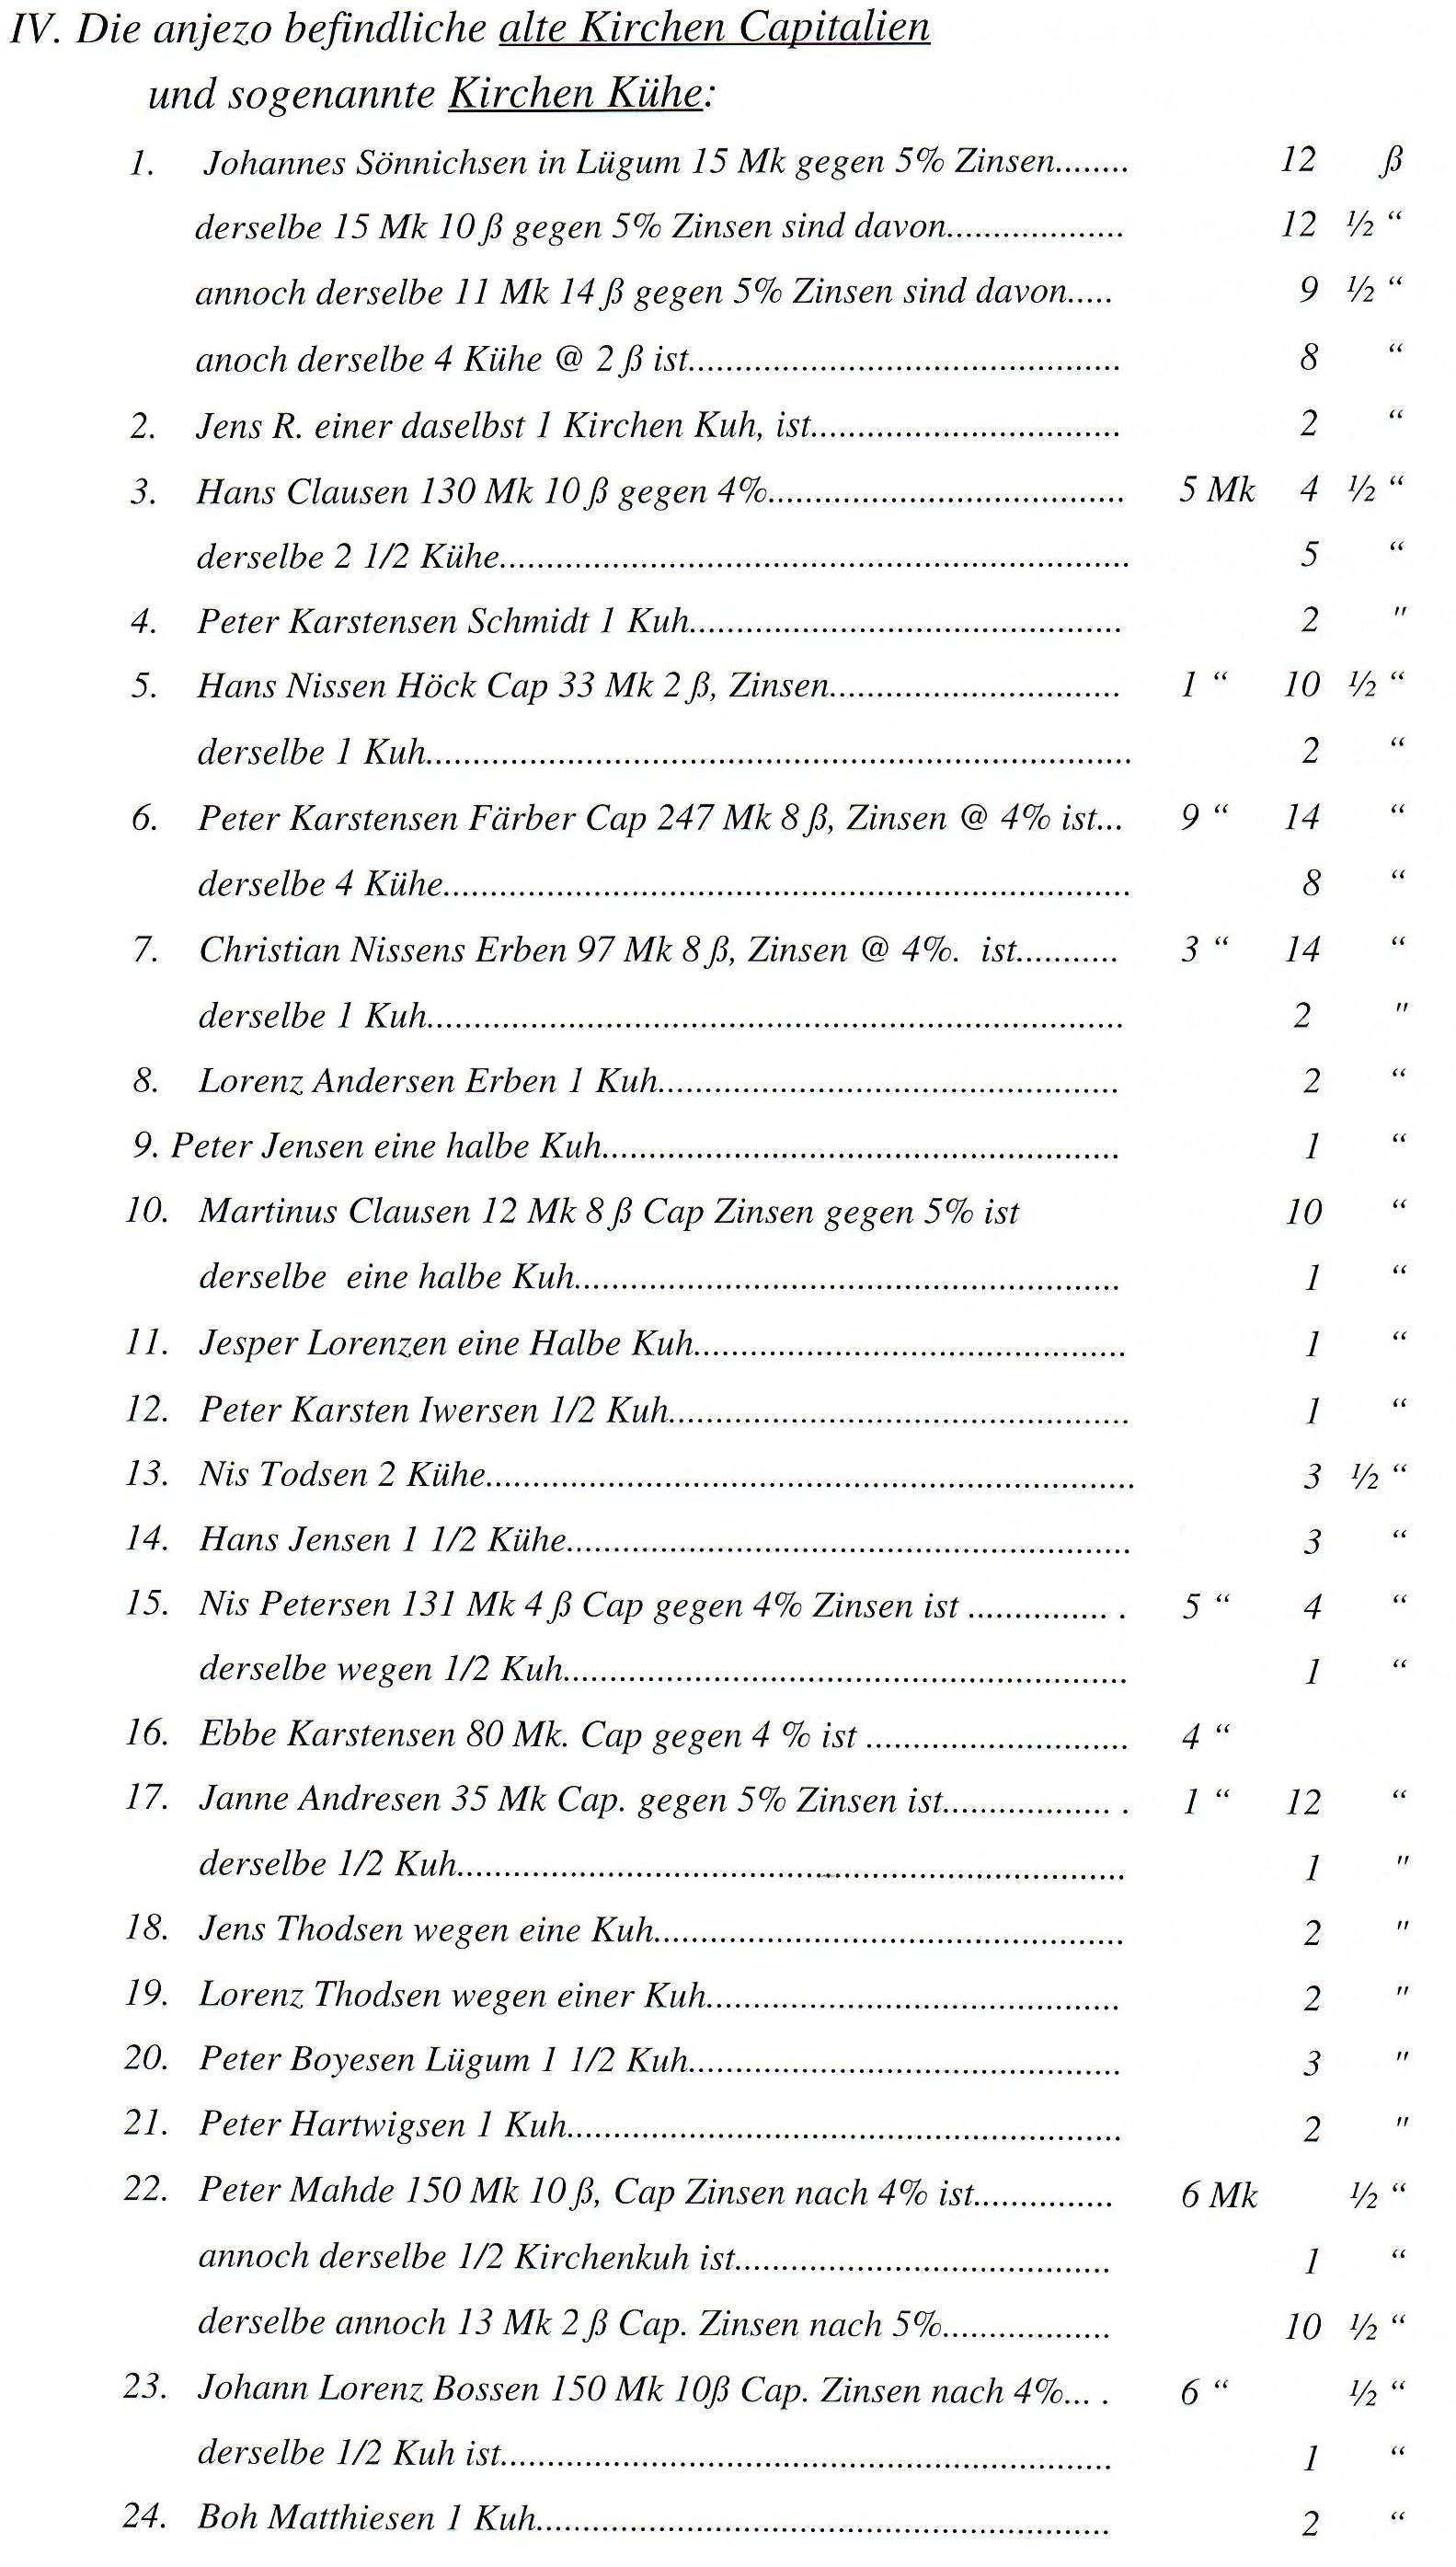 IV. Die anjezo befindliche alte Kirchen Capitalien
und sogenannte Kirchen Kühe:
1. Johannes Sönnichsen in Lügum 15 Mk gegen 5% Zinsen........ 12 ß
derselbe 15 Mk 10 ß gegen 5% Zinsen sind davon................... 12 ½ “
annoch derselbe 11 Mk 14 ß gegen 5% Zinsen sind davon..... 9 ½ “
anoch derselbe 4 Kühe @ 2 ß ist.............................................. 8 “
2. Jens R. einer daselbst 1 Kirchen Kuh, ist................................. 2 “
3. Hans Clausen 130 Mk 10 ß gegen 4%...................................... 5 Mk 4 ½ “
derselbe 2 1/2 Kühe................................................................... 5 “
4. Peter Karstensen Schmidt 1 Kuh.............................................. 2 "
5. Hans Nissen Höck Cap 33 Mk 2 ß, Zinsen............................... 1 “ 10 ½ “
derselbe 1 Kuh........................................................................... 2 “
6. Peter Karstensen Färber Cap 247 Mk 8 ß, Zinsen @ 4% ist... 9 “ 14 “
derselbe 4 Kühe......................................................................... 8 “
7. Christian Nissens Erben 97 Mk 8 ß, Zinsen @ 4%. ist........... 3 “ 14 “
derselbe 1 Kuh.......................................................................... 2 "
8. Lorenz Andersen Erben 1 Kuh................................................. 2 “
9. Peter Jensen eine halbe Kuh....................................................... 1 “
10. Martinus Clausen 12 Mk 8 ß Cap Zinsen gegen 5% ist 10 “
derselbe eine halbe Kuh.......................................................... 1 “
11. Jesper Lorenzen eine Halbe Kuh.............................................. 1 “
12. Peter Karsten Iwersen 1/2 Kuh................................................. 1 “
13. Nis Todsen 2 Kühe..................................................................... 3 ½ “
14. Hans Jensen 1 1/2 Kühe............................................................ 3 “
15. Nis Petersen 131 Mk 4 ß Cap gegen 4% Zinsen ist ............... . 5 “ 4 “
derselbe wegen 1/2 Kuh............................................................ 1 “
16. Ebbe Karstensen 80 Mk. Cap gegen 4 % ist ............................ 4 “
17. Janne Andresen 35 Mk Cap. gegen 5% Zinsen ist.................. . 1 “ 12 “
derselbe 1/2 Kuh....................................................................... 1 "
18. Jens Thodsen wegen eine Kuh.................................................. 2 "
19. Lorenz Thodsen wegen einer Kuh............................................ 2 "
20. Peter Boyesen Lügum 1 1/2 Kuh.............................................. 3 "
21. Peter Hartwigsen 1 Kuh........................................................... 2 "
22. Peter Mahde 150 Mk 10 ß, Cap Zinsen nach 4% ist............... 6 Mk ½ “
annoch derselbe 1/2 Kirchenkuh ist........................................ 1 “
derselbe annoch 13 Mk 2 ß Cap. Zinsen nach 5%.................. 10 ½ “
23. Johann Lorenz Bossen 150 Mk 10ß Cap. Zinsen nach 4%... . 6 “ ½ “
derselbe 1/2 Kuh ist................................................................. 1 “
24. Boh Matthiesen 1 Kuh............................................................. 2 “